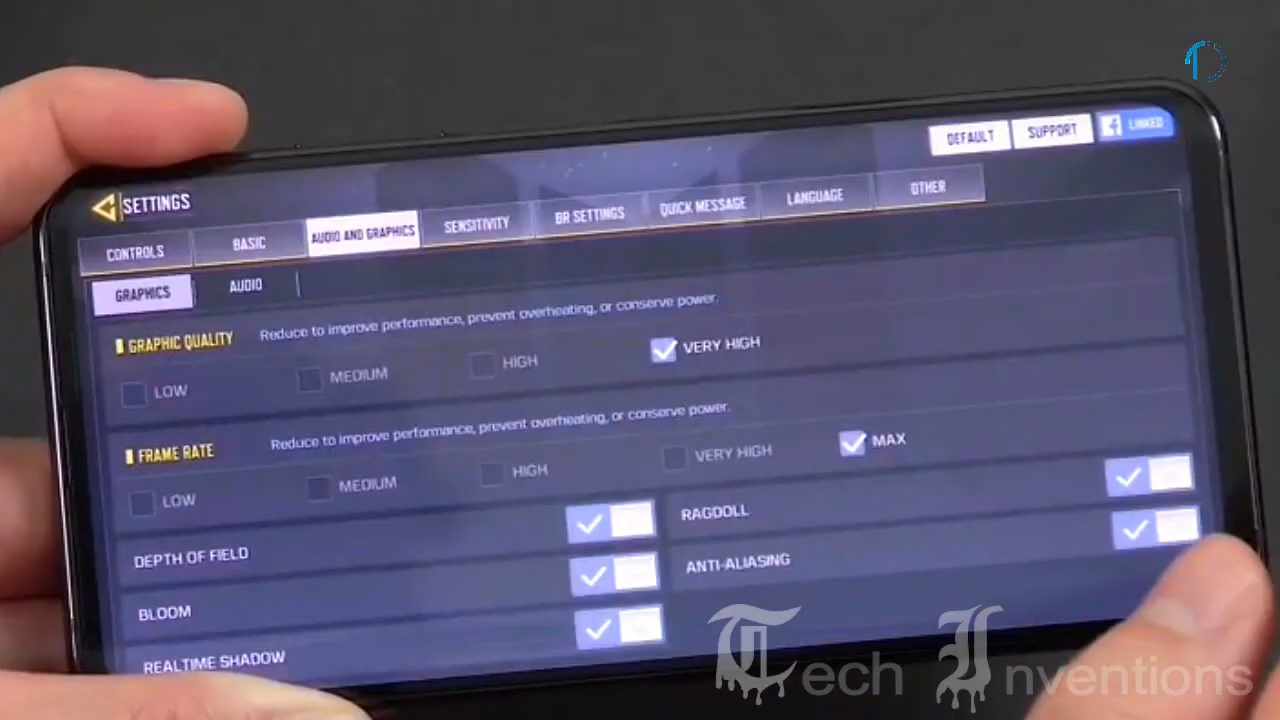 DEFAULT SUPPORT LINKED
SETTINGS
CONTROLS BASIC AUDIO AND GRAPHICS SENSITIVITY BR SETTINGS QUICK MESSAGE LANGUAGE OTHER
GRAPHICS AUDIO
GRAPHIC QUALITY Reduce to improve performance, prevent overheating, or conserve power.
LOW MEDIUM HIGH VERY HIGH
FRAME RATE Reduce to improve performance, prevent overheating, or conserve power.
LOW MEDIUM HIGH VERY HIGH MAX
DEPTH OF FIELD RAGDOLL
BLOOM ANTI-ALIASING
REALTIME SHADOW
Tech Inventions